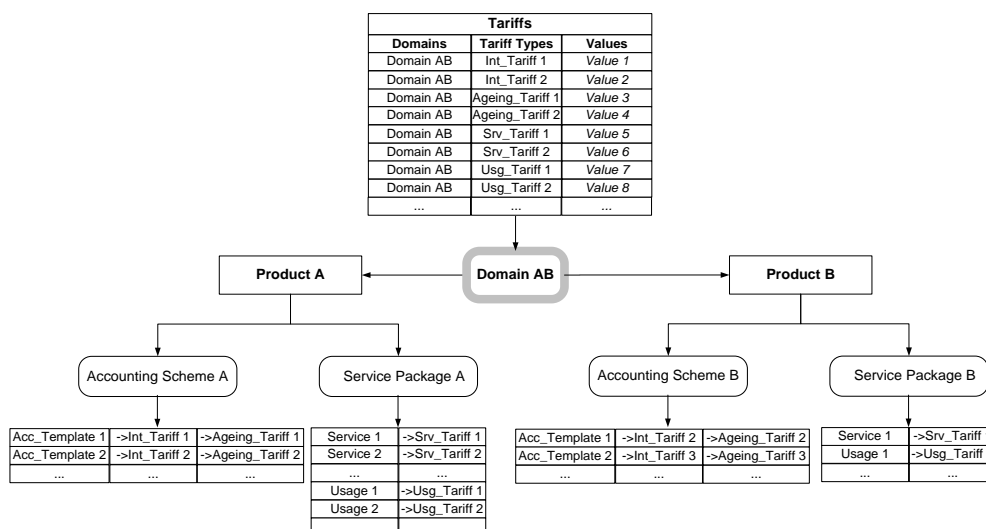 Tariffs
Domains Tariff Types Values
Domain AB Int_Tariff 1 Value 1
Domain AB Int_Tariff 2 Value 2
Domain AB Ageing_Tariff 1 Value 3
Domain AB Ageing_Tariff 2 Value 4
Domain AB Srv_Tariff 1 Value 5
Domain AB Srv_Tariff 2 Value 6
Domain AB Usg_Tariff 1 Value 7
Domain AB Usg_Tariff 2 Value 8
... ... ...
Product A Domain AB Product B
Accounting Scheme A Service Package A Accounting Scheme B Service Package B
Acc_Template 1 ->Int_Tariff 1 ->Ageing_Tariff 1
Acc_Template 2 ->Int_Tariff 2 ->Ageing_Tariff 2
... ... ...
Service 1 ->Srv_Tariff 1
Service 2 ->Srv_Tariff 2
... ...
Usage 1 ->Usg_Tariff 1
Usage 2 ->Usg_Tariff 2
... ...
Acc_Template 1 ->Int_Tariff 2 ->Ageing_Tariff 2
Acc_Template 2 ->Int_Tariff 3 ->Ageing_Tariff 3
... ... ...
Service 1 ->Srv_Tariff
Usage 1 ->Usg_Tariff
... ...